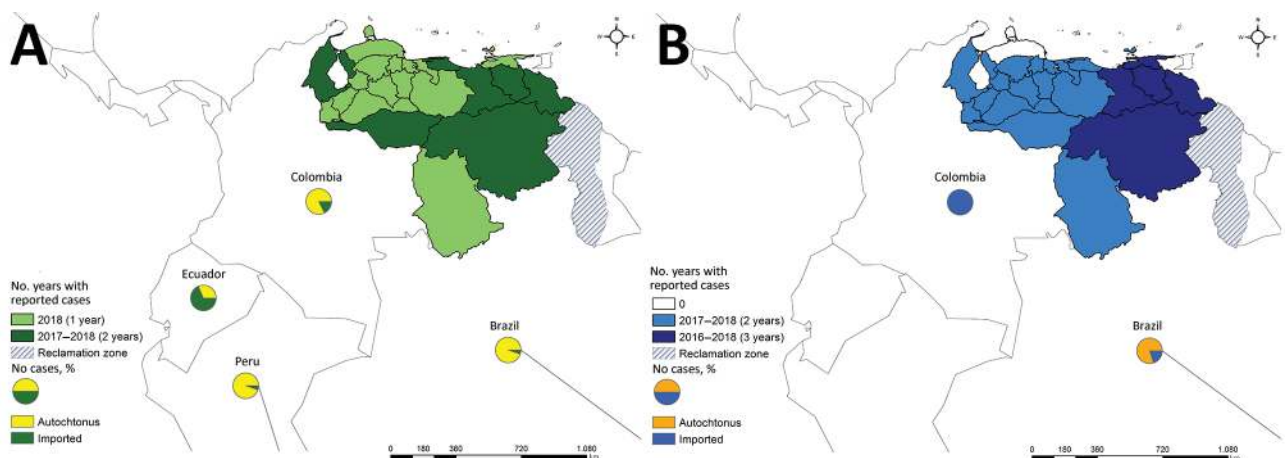 A
N
W
E
E
Colombia
Ecuador
Peru
Brazil
No. years with
reported cases
2018 (1 year)
2017–2018 (2 years)
Reclamation zone
No cases, %
Autochtonus
Imported
0 180 360 720 1.080
B
N
W
E
E
Colombia
Brazil
No. years with
reported cases
0
2017–2018 (2 years)
2016–2018 (3 years)
Reclamation zone
No cases, %
Autochtonus
Imported
0 180 360 720 1.080